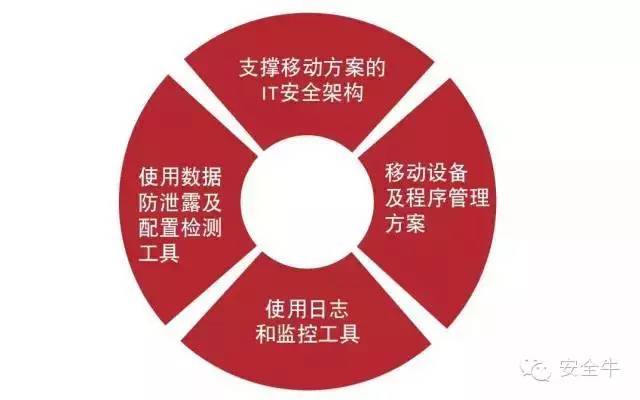 支撑移动方案的
IT安全架构
移动设备
及程序管理
方案
使用日志
和监控工具
使用数据
防泄露及
配置检测
工具
安全牛